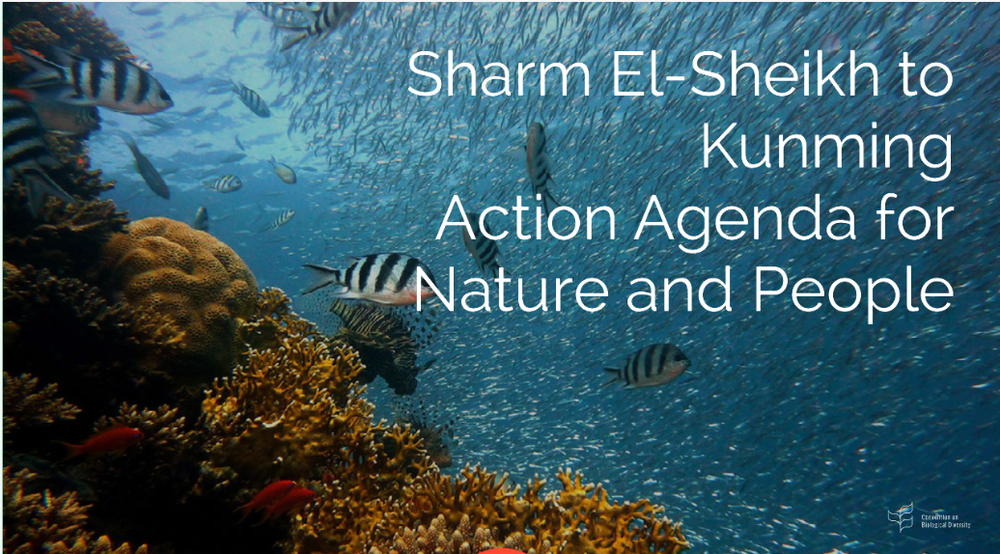 Sharm El-Sheikh to
Kunming
Action Agenda for
Nature and People
Convention on
Biological Diversity